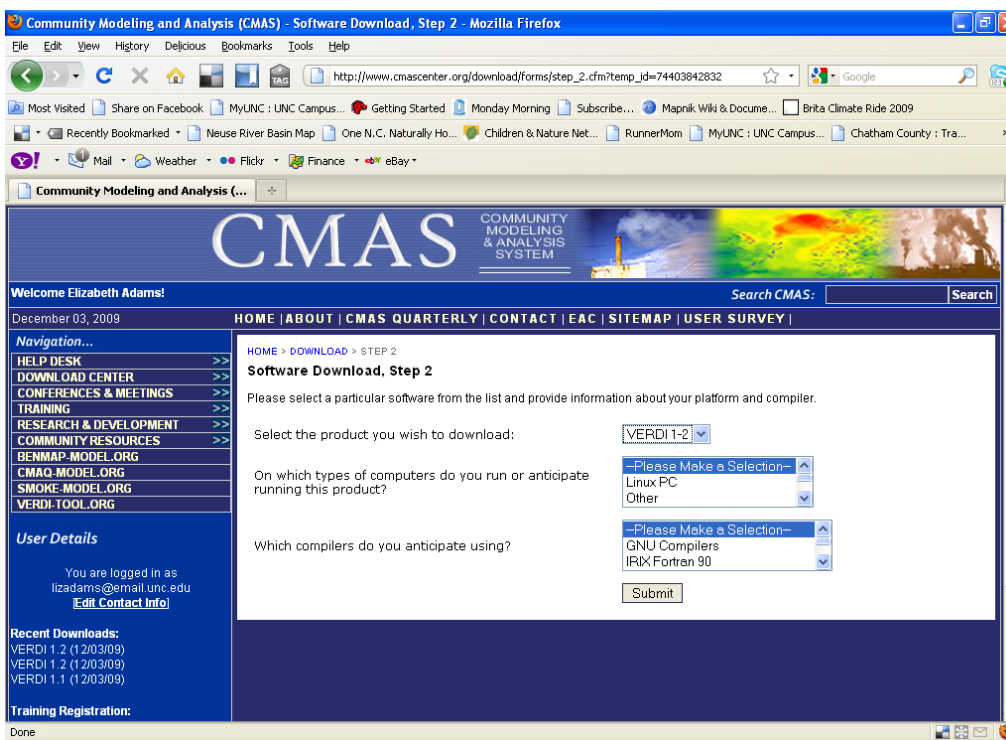 Community Modeling and Analysis (CMAS) - Software Download, Step 2 - Mozilla Firefox
File Edit View History Delicious Bookmarks Tools Help
TAG http://www.cmascenter.org/download/forms/step_2.cfm?temp_id=74403842832 Google
Most Visited Share on Facebook MyUNC : UNC Campus... Getting Started Monday Morning Subscribe... Mapnik Wiki & Docume... Brita Climate Ride 2009
Recently Bookmarked Neuse River Basin Map One N.C. Naturally Ho... Children & Nature Net... RunnerMom MyUNC : UNC Campus... Chatham County : Tra...
Y! Mail Weather Flickr Finance eBay
Community Modeling and Analysis (...
CMAS COMMUNITY
MODELING
& ANALYSIS
SYSTEM
Welcome Elizabeth Adams! Search CMAS: Search
December 03, 2009 HOME | ABOUT | CMAS QUARTERLY | CONTACT | EAC | SITEMAP | USER SURVEY |
Navigation...
HELP DESK >>
DOWNLOAD CENTER >>
CONFERENCES & MEETINGS >>
TRAINING >>
RESEARCH & DEVELOPMENT >>
COMMUNITY RESOURCES >>
BENMAP-MODEL.ORG
CMAQ-MODEL.ORG
SMOKE-MODEL.ORG
VERDI-TOOL.ORG
User Details
You are logged in as
lizadams@email.unc.edu
[Edit Contact Info]
Recent Downloads:
VERDI 1.2 (12/03/09)
VERDI 1.2 (12/03/09)
VERDI 1.1 (12/03/09)
Training Registration:
HOME > DOWNLOAD > STEP 2
Software Download, Step 2
Please select a particular software from the list and provide information about your platform and compiler.
Select the product you wish to download: VERDI 1-2
On which types of computers do you run or anticipate
running this product?
--Please Make a Selection--
Linux PC
Other
Which compilers do you anticipate using?
--Please Make a Selection--
GNU Compilers
IRIX Fortran 90
Submit
Done